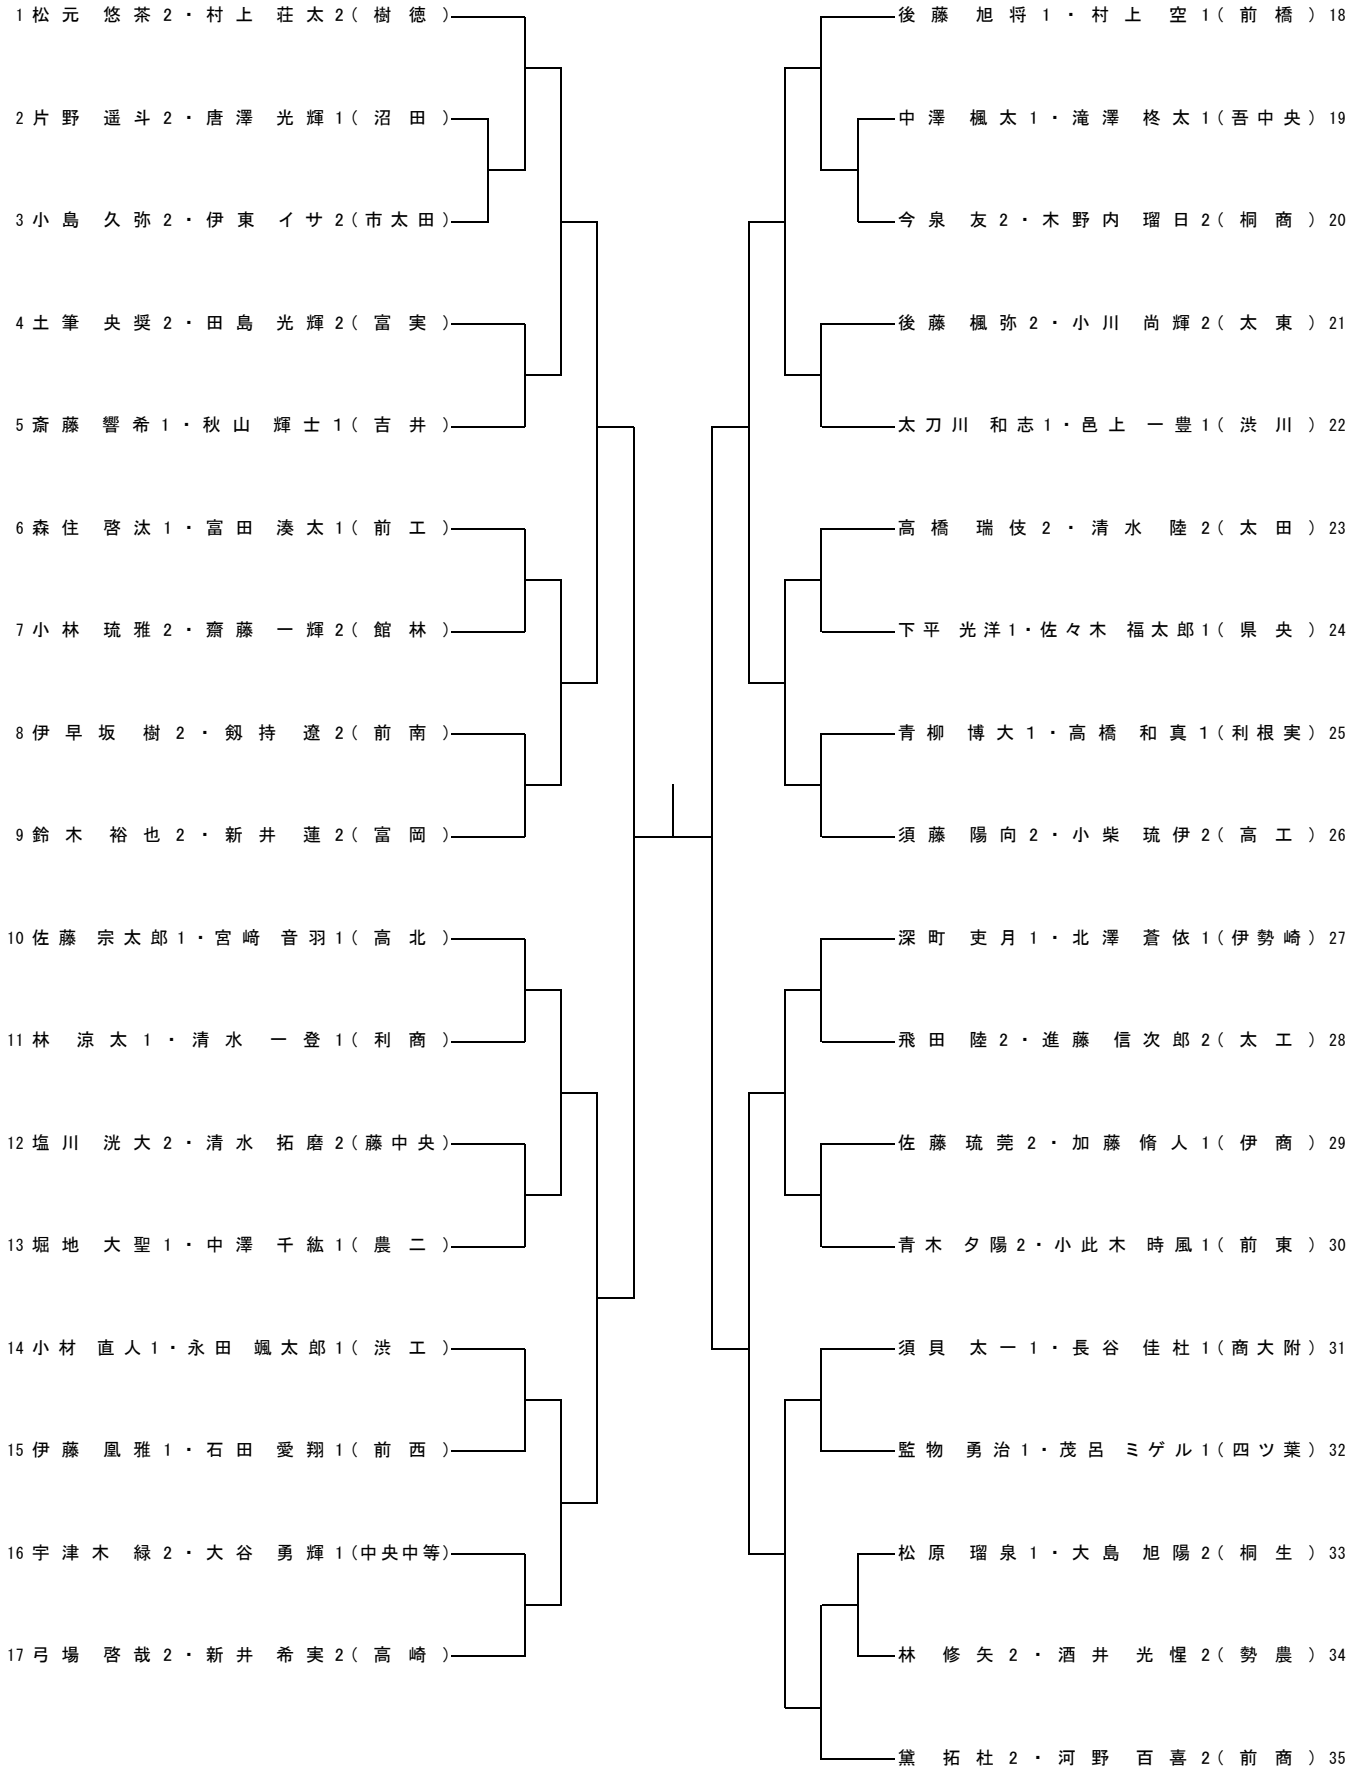 1 松元 悠茶 2・村上 荘太 2 (樹徳)
2 片野 遥斗 2・唐澤 光輝 1 (沼田)
3 小島 久弥 2・伊東 イサ 2 (市太田)
4 土筆 央奨 2・田島 光輝 2 (富実)
5 斎藤 響希 1・秋山 輝士 1 (吉井)
6 森住 啓汰 1・富田 湊太 1 (前工)
7 小林 琉雅 2・齋藤 一輝 2 (館林)
8 伊早坂 樹 2・剱持 遼 2 (前南)
9 鈴木 裕也 2・新井 蓮 2 (富岡)
10 佐藤 宗太郎 1・宮﨑 音羽 1 (高北)
11 林 涼太 1・清水 一登 1 (利商)
12 塩川 洸大 2・清水 拓磨 2 (藤中央)
13 堀地 大聖 1・中澤 千紘 1 (農二)
14 小材 直人 1・永田 颯太郎 1 (渋工)
15 伊藤 凰雅 1・石田 愛翔 1 (前西)
16 宇津木 緑 2・大谷 勇輝 1 (中央中等)
17 弓場 啓哉 2・新井 希実 2 (高崎)
後藤 旭将 1・村上 空 1 (前橋) 18
中澤 楓太 1・滝澤 柊太 1 (吾中央) 19
今泉 友 2・木野内 瑠日 2 (桐商) 20
後藤 楓弥 2・小川 尚輝 2 (太東) 21
太刀川 和志 1・邑上 一豊 1 (渋川) 22
高橋 瑞伎 2・清水 陸 2 (太田) 23
下平 光洋 1・佐々木 福太郎 1 (県央) 24
青柳 博大 1・高橋 和真 1 (利根実) 25
須藤 陽向 2・小柴 琉伊 2 (高工) 26
深町 吏月 1・北澤 蒼依 1 (伊勢崎) 27
飛田 陸 2・進藤 信次郎 2 (太工) 28
佐藤 琉莞 2・加藤 脩人 1 (伊商) 29
青木 夕陽 2・小此木 時風 1 (前東) 30
須貝 太一 1・長谷 佳杜 1 (商大附) 31
監物 勇治 1・茂呂 ミゲル 1 (四ツ葉) 32
松原 瑠泉 1・大島 旭陽 2 (桐生) 33
林 修矢 2・酒井 光惺 2 (勢農) 34
黛 拓杜 2・河野 百喜 2 (前商) 35